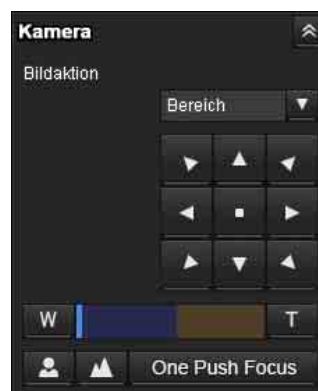 Kamera
Bildaktion
Bereich
W T
One Push Focus